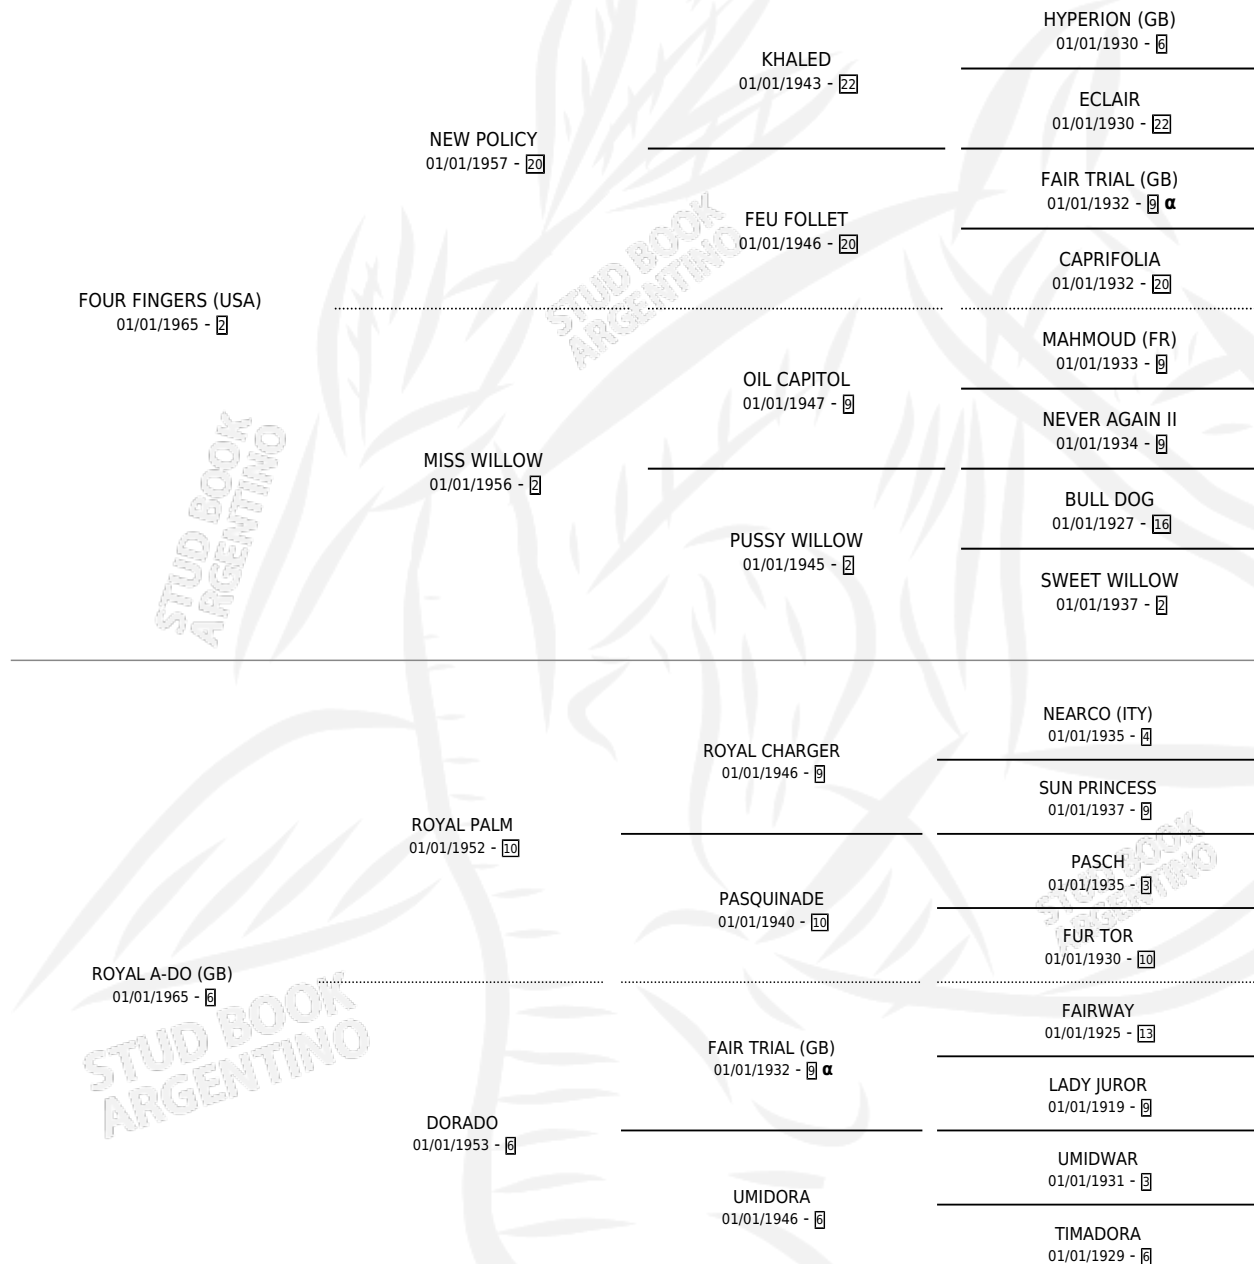 HYPERION (GB)
01/01/1930 - 6
KHALED
01/01/1943 - 22
ECLAIR
01/01/1930 - 22
NEW POLICY
01/01/1957 - 20
FAIR TRIAL (GB)
01/01/1932 - 9 α
FEU FOLLET
01/01/1946 - 20
CAPRIFOLIA
01/01/1932 - 20
FOUR FINGERS (USA)
01/01/1965 - 2
MAHMOUD (FR)
01/01/1933 - 9
OIL CAPITOL
01/01/1947 - 9
NEVER AGAIN II
01/01/1934 - 9
MISS WILLOW
01/01/1956 - 2
BULL DOG
01/01/1927 - 16
PUSSY WILLOW
01/01/1945 - 2
SWEET WILLOW
01/01/1937 - 2
STUD BOOK
ARGENTINO
STUD BOOK
ARGENTINO
NEARCO (ITY)
01/01/1935 - 4
ROYAL CHARGER
01/01/1946 - 9
SUN PRINCESS
01/01/1937 - 9
ROYAL PALM
01/01/1952 - 10
PASCH
01/01/1935 - 3
PASQUINADE
01/01/1940 - 10
FUR TOR
01/01/1930 - 10
ROYAL A-DO (GB)
01/01/1965 - 6
FAIRWAY
01/01/1925 - 13
FAIR TRIAL (GB)
01/01/1932 - 9 α
LADY JUROR
01/01/1919 - 9
DORADO
01/01/1953 - 6
UMIDWAR
01/01/1931 - 3
UMIDORA
01/01/1946 - 6
TIMADORA
01/01/1929 - 6
STUD BOOK
ARGENTINO
STUD BOOK
ARGENTINO